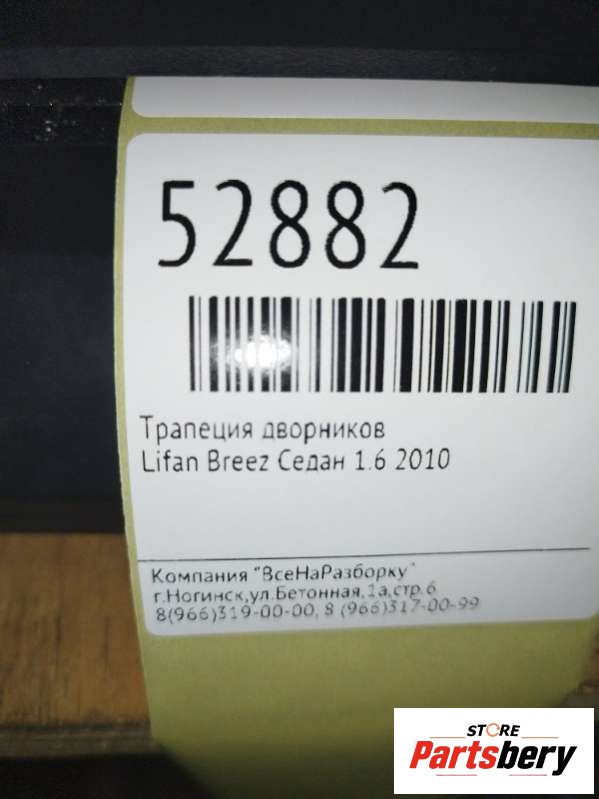 52882
Трапеция дворников
Lifan Breez Седан 1.6 2010
Компания "ВсеНаРазборку"
г.Ногинск,ул.Бетонная,1а,стр.6
8(966)319-00-00, 8 (966)317-00-99
STORE
Partsbery